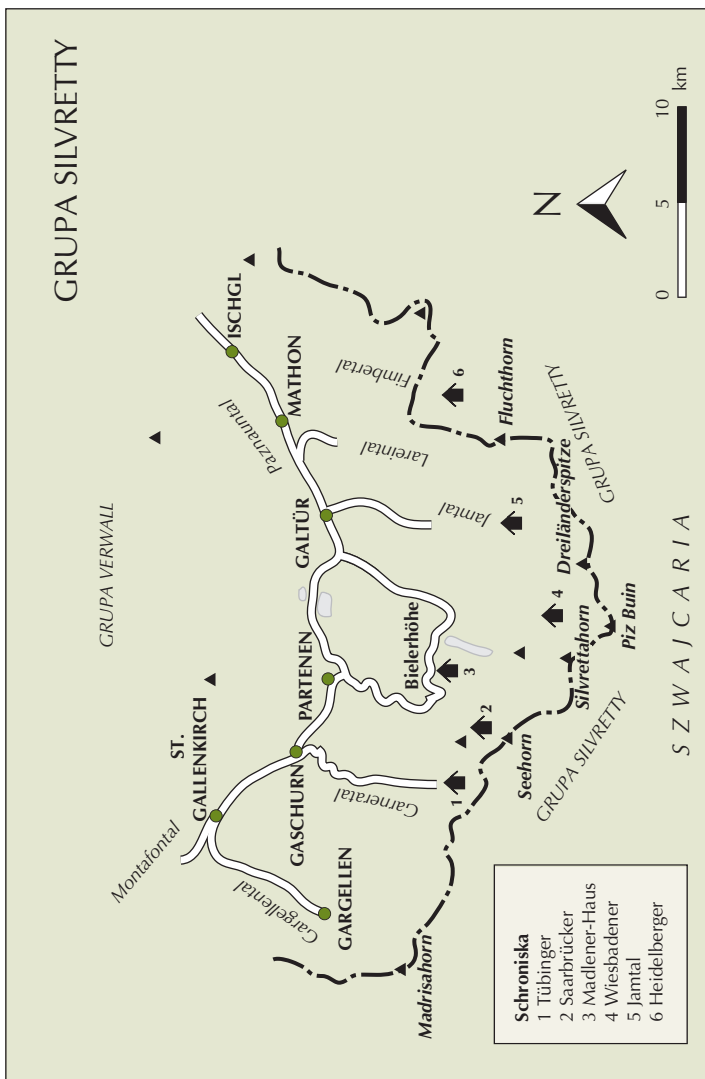 GRUPA SILVRETTY
GRUPA VERWALL
ISCHGL
MATHON
Paznauntal
Fimbertal
Lareintal
GALTÜR
Jamtal
PARTENEN
Bielerhöhe
ST.
GALLENKIRCH
GASCHURN
Montafontal
Garneratal
Gargellental
GARGELLEN
Madrisahorn
Seehorn
GRUPA SILVRETTY
Silvrettahorn
Piz Buin
Dreiländerspitze
GRUPA SILVRETTY
Fluchthorn
SZWAJCARIA
1
2
3
4
5
6
N
0 5 10 km
Schroniska
1 Tübinger
2 Saarbrücker
3 Madlener-Haus
4 Wiesbadener
5 Jamtal
6 Heidelberger